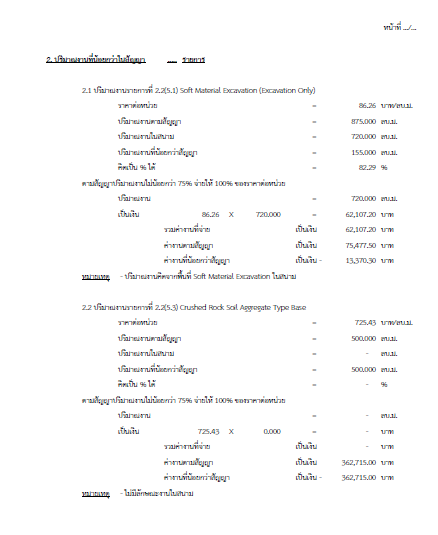 หน้าที่ .../...
2. ปริมาณงานที่น้อยกว่าในสัญญา ..... รายการ
2.1 ปริมาณงานรายการที่ 2.2(5.1) Soft Material Excavation (Excavation Only)
ราคาต่อหน่วย = 86.26 บาท/ลบ.ม.
ปริมาณงานตามสัญญา = 875.000 ลบ.ม.
ปริมาณงานในสนาม = 720.000 ลบ.ม.
ปริมาณงานที่น้อยกว่าสัญญา = 155.000 ลบ.ม.
คิดเป็น % ได้ = 82.29 %
ตามสัญญาปริมาณงานไม่น้อยกว่า 75% จ่ายให้ 100% ของราคาต่อหน่วย
ปริมาณงาน = 720.000 ลบ.ม.
เป็นเงิน 86.26 X 720.000 = 62,107.20 บาท
รวมค่างานที่จ่าย เป็นเงิน 62,107.20 บาท
ค่างานตามสัญญา เป็นเงิน 75,477.50 บาท
ค่างานที่น้อยกว่าสัญญา เป็นเงิน - 13,370.30 บาท
หมายเหตุ - ปริมาณงานคิดจากพื้นที่ Soft Material Excavation ในสนาม
2.2 ปริมาณงานรายการที่ 2.2(5.3) Crushed Rock Soil Aggregate Type Base
ราคาต่อหน่วย = 725.43 บาท/ลบ.ม.
ปริมาณงานตามสัญญา = 500.000 ลบ.ม.
ปริมาณงานในสนาม = - ลบ.ม.
ปริมาณงานที่น้อยกว่าสัญญา = 500.000 ลบ.ม.
คิดเป็น % ได้ = - %
ตามสัญญาปริมาณงานไม่น้อยกว่า 75% จ่ายให้ 100% ของราคาต่อหน่วย
ปริมาณงาน = - ลบ.ม.
เป็นเงิน 725.43 X 0.000 = - บาท
รวมค่างานที่จ่าย เป็นเงิน - บาท
ค่างานตามสัญญา เป็นเงิน 362,715.00 บาท
ค่างานที่น้อยกว่าสัญญา เป็นเงิน - 362,715.00 บาท
หมายเหตุ - ไม่มีลักษณะงานในสนาม